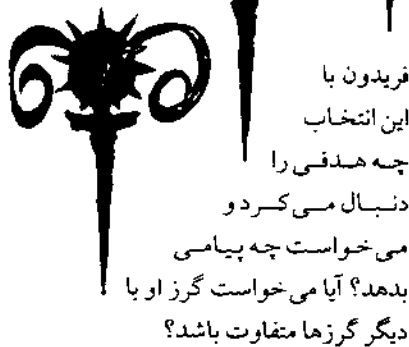 فریدون با
این انتخاب
چه هدفی را
دنبال می‌کرد و
می‌خواست چه پیامی
بدهد؟ آیا می‌خواست گرز او با
دیگر گرزها متفاوت باشد؟